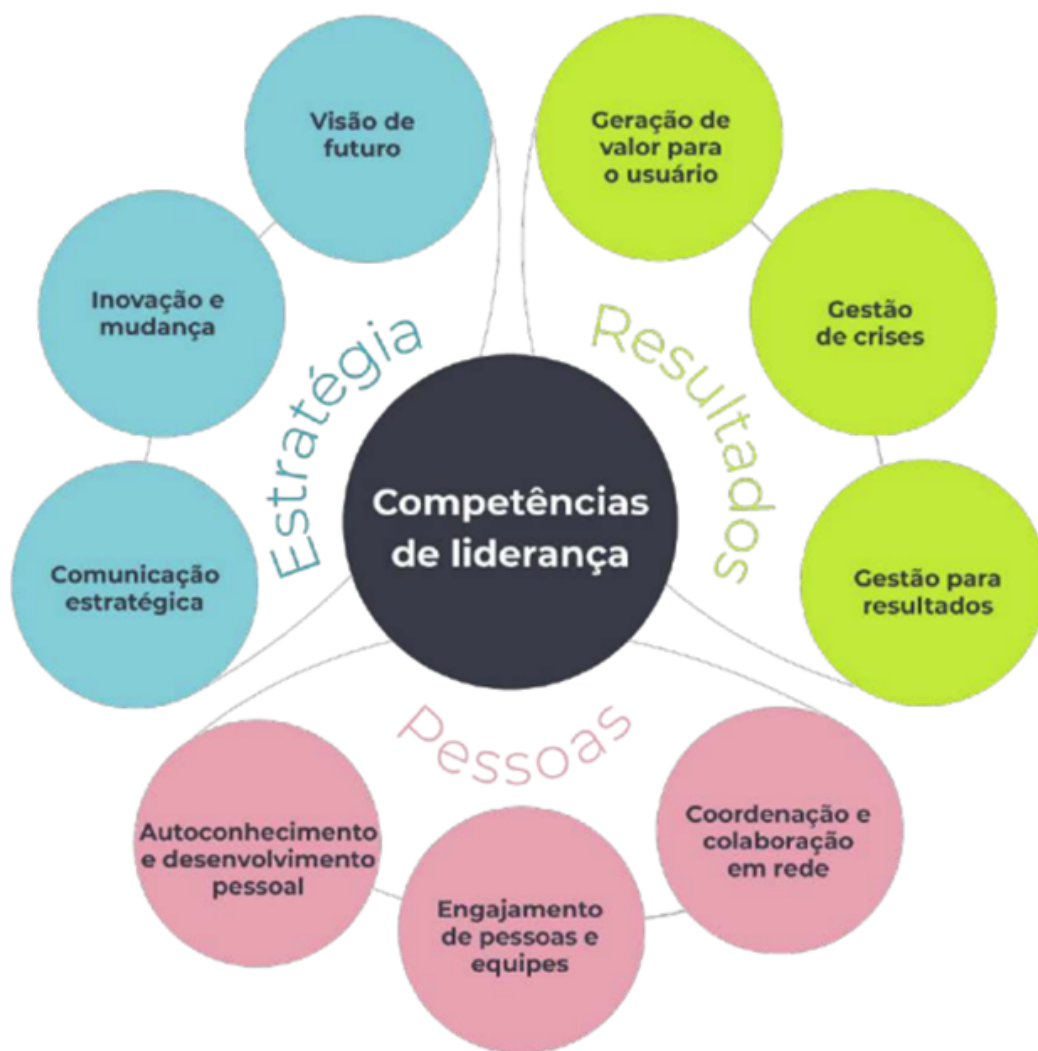 Visão de
futuro
Inovação e
mudança
Comunicação
estratégica
Estratégia
Geração de
valor para
o usuário
Gestão
de crises
Gestão para
resultados
Resultados
Competências
de liderança
Pessoas
Autoconhecimento
e desenvolvimento
pessoal
Engajamento
de pessoas e
equipes
Coordenação e
colaboração
em rede